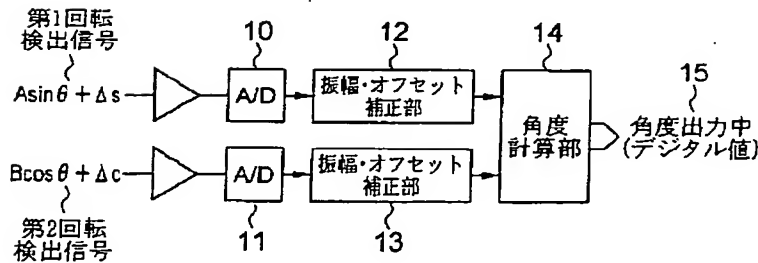 第1回転
検出信号
10
12
14
15
Asinθ+Δs
A/D
振幅・オフセット
補正部
角度
計算部
角度出力中
(デジタル値)
Bcosθ+Δc
A/D
振幅・オフセット
補正部
第2回転
検出信号
11
13